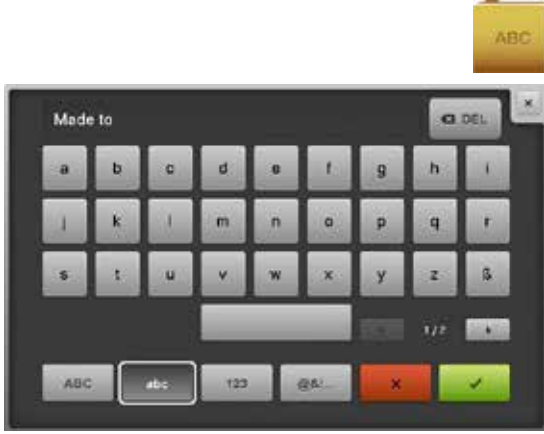 ABC
Made to
DEL
×
a b c d e f g h i
j k l m n o p q r
s t u v w x y z ß
1/2
ABC abc 123 @&!...